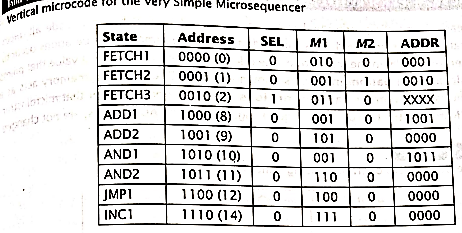 Vertical microcode for the Very Simple Microsequencer
State Address SEL M1 M2 ADDR
FETCH1 0000 (0) 0 010 0 0001
FETCH2 0001 (1) 0 001 1 0010
FETCH3 0010 (2) 1 011 0 XXXX
ADD1 1000 (8) 0 001 0 1001
ADD2 1001 (9) 0 101 0 0000
AND1 1010 (10) 0 001 0 1011
AND2 1011 (11) 0 110 0 0000
JMP1 1100 (12) 0 100 0 0000
INC1 1110 (14) 0 111 0 0000